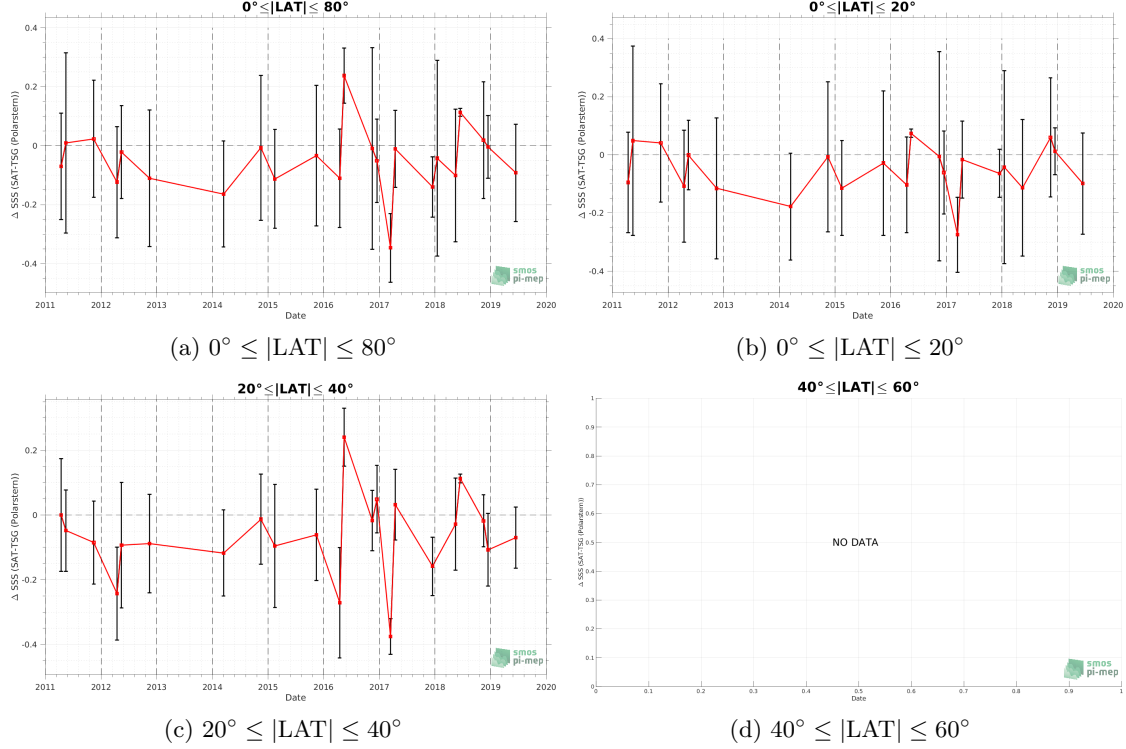 0°≤|LAT|≤ 80°
Δ SSS (SAT-TSG (Polarstern))
0.4
0.2
0
-0.2
-0.4
2011 2012 2013 2014 2015 2016 2017 2018 2019 2020
Date
smos
pi-mep
(a) 0° ≤ |LAT| ≤ 80°
0°≤|LAT|≤ 20°
Δ SSS (SAT-TSG (Polarstern))
0.4
0.2
0
-0.2
-0.4
2011 2012 2013 2014 2015 2016 2017 2018 2019 2020
Date
smos
pi-mep
(b) 0° ≤ |LAT| ≤ 20°
20°≤|LAT|≤ 40°
Δ SSS (SAT-TSG (Polarstern))
0.2
0
-0.2
-0.4
2011 2012 2013 2014 2015 2016 2017 2018 2019 2020
Date
smos
pi-mep
(c) 20° ≤ |LAT| ≤ 40°
40°≤|LAT|≤ 60°
Δ SSS (SAT-TSG (Polarstern))
1
0.9
0.8
0.7
0.6
0.5
0.4
0.3
0.2
0.1
0
NO DATA
0 0.1 0.2 0.3 0.4 0.5 0.6 0.7 0.8 0.9 1
Date
smos
pi-mep
(d) 40° ≤ |LAT| ≤ 60°